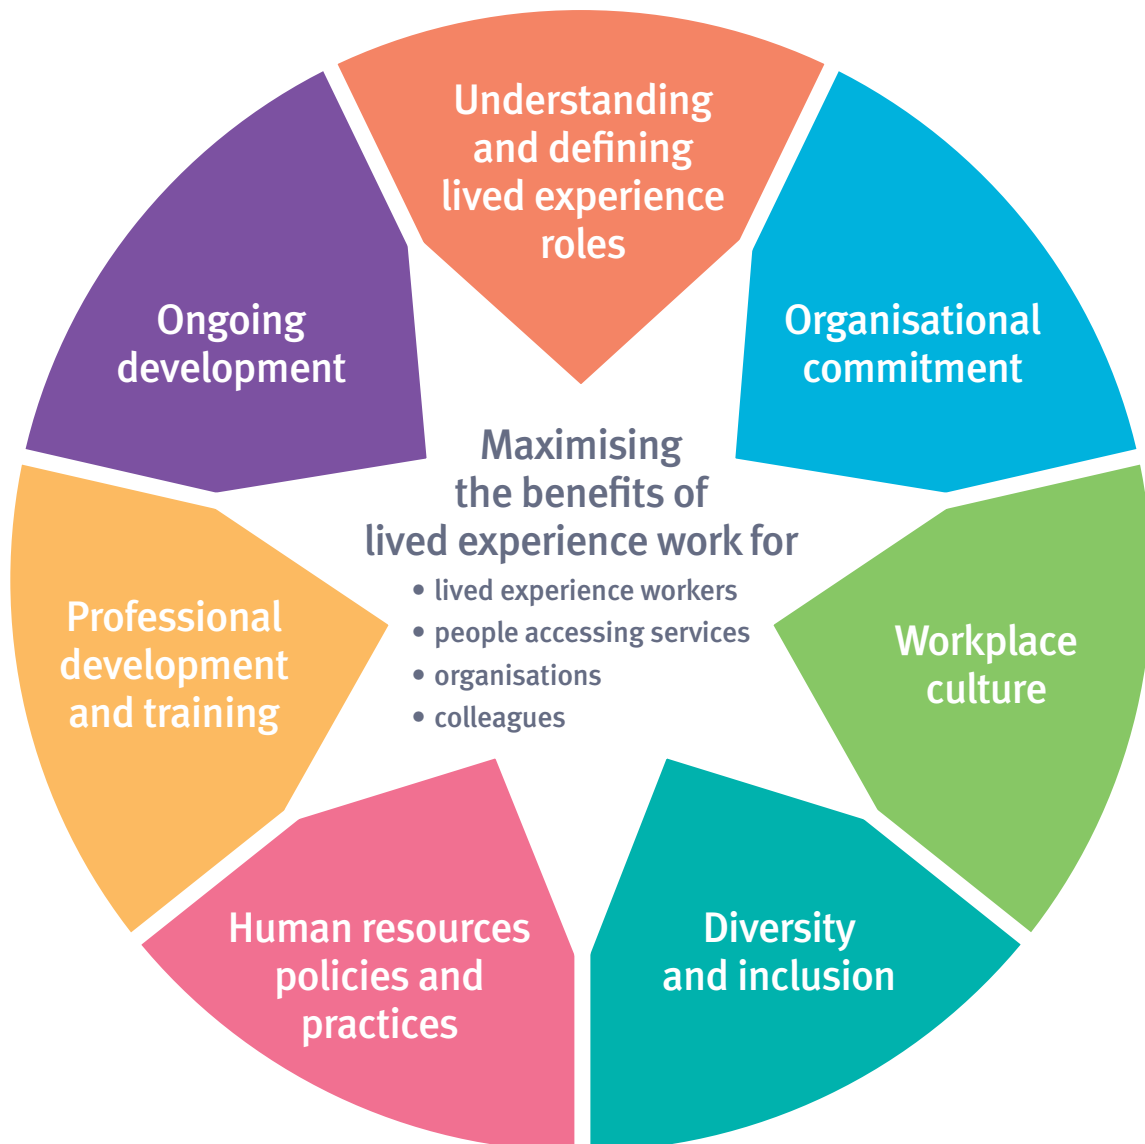 Understanding
and defining
lived experience
roles
Organisational
commitment
Workplace
culture
Diversity
and inclusion
Human resources
policies and
practices
Professional
development
and training
Ongoing
development
Maximising
the benefits of
lived experience work for
• lived experience workers
• people accessing services
• organisations
• colleagues